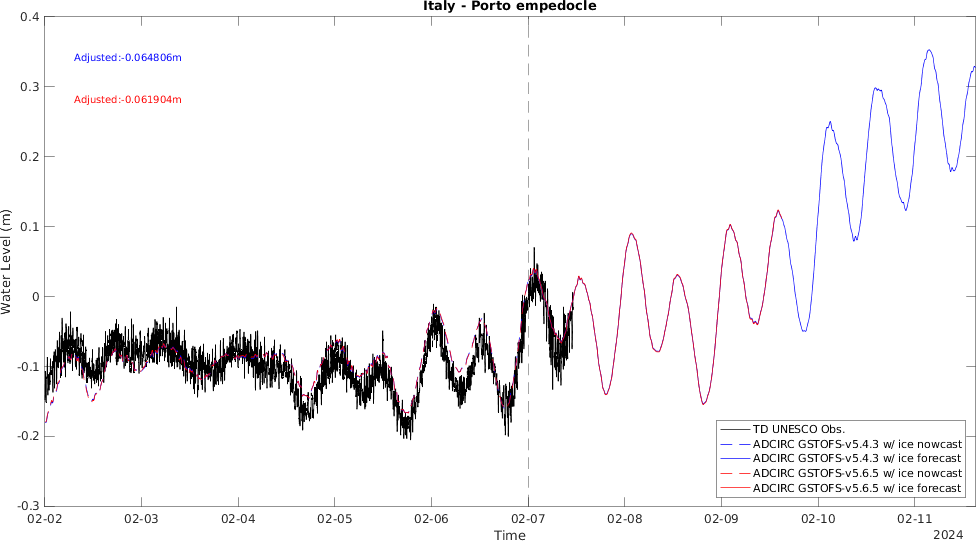 Italy - Porto empedocle
0.4
Adjusted:-0.064806m
0.3
Adjusted:-0.061904m
0.2
0.1
Water Level (m)
0
-0.1
-0.2
TD UNESCO Obs.
ADCIRC GSTOFS-v5.4.3 w/ ice nowcast
ADCIRC GSTOFS-v5.4.3 w/ ice forecast
ADCIRC GSTOFS-v5.6.5 w/ ice nowcast
ADCIRC GSTOFS-v5.6.5 w/ ice forecast
-0.3
02-02 02-03 02-04 02-05 02-06 02-07 02-08 02-09 02-10 02-11
Time
2024